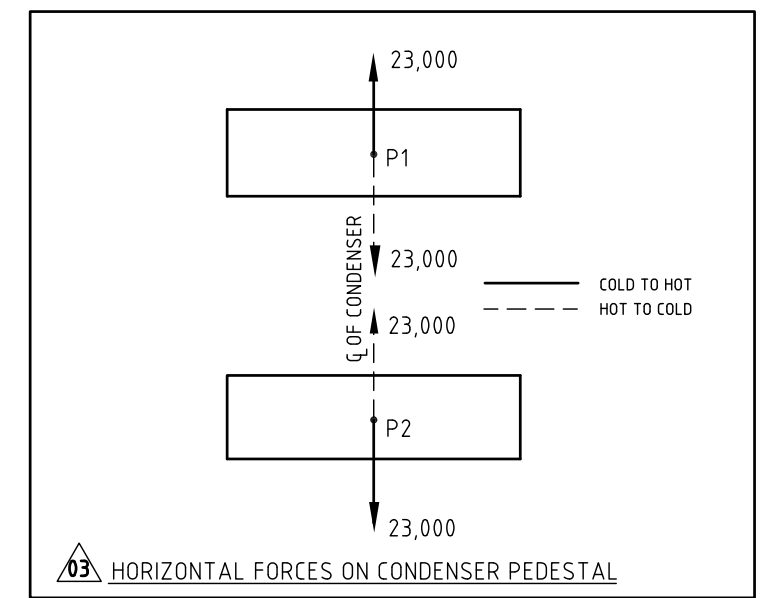 23,000
P1
23,000
℄ OF CONDENSER
COLD TO HOT
HOT TO COLD
23,000
P2
23,000
03 HORIZONTAL FORCES ON CONDENSER PEDESTAL